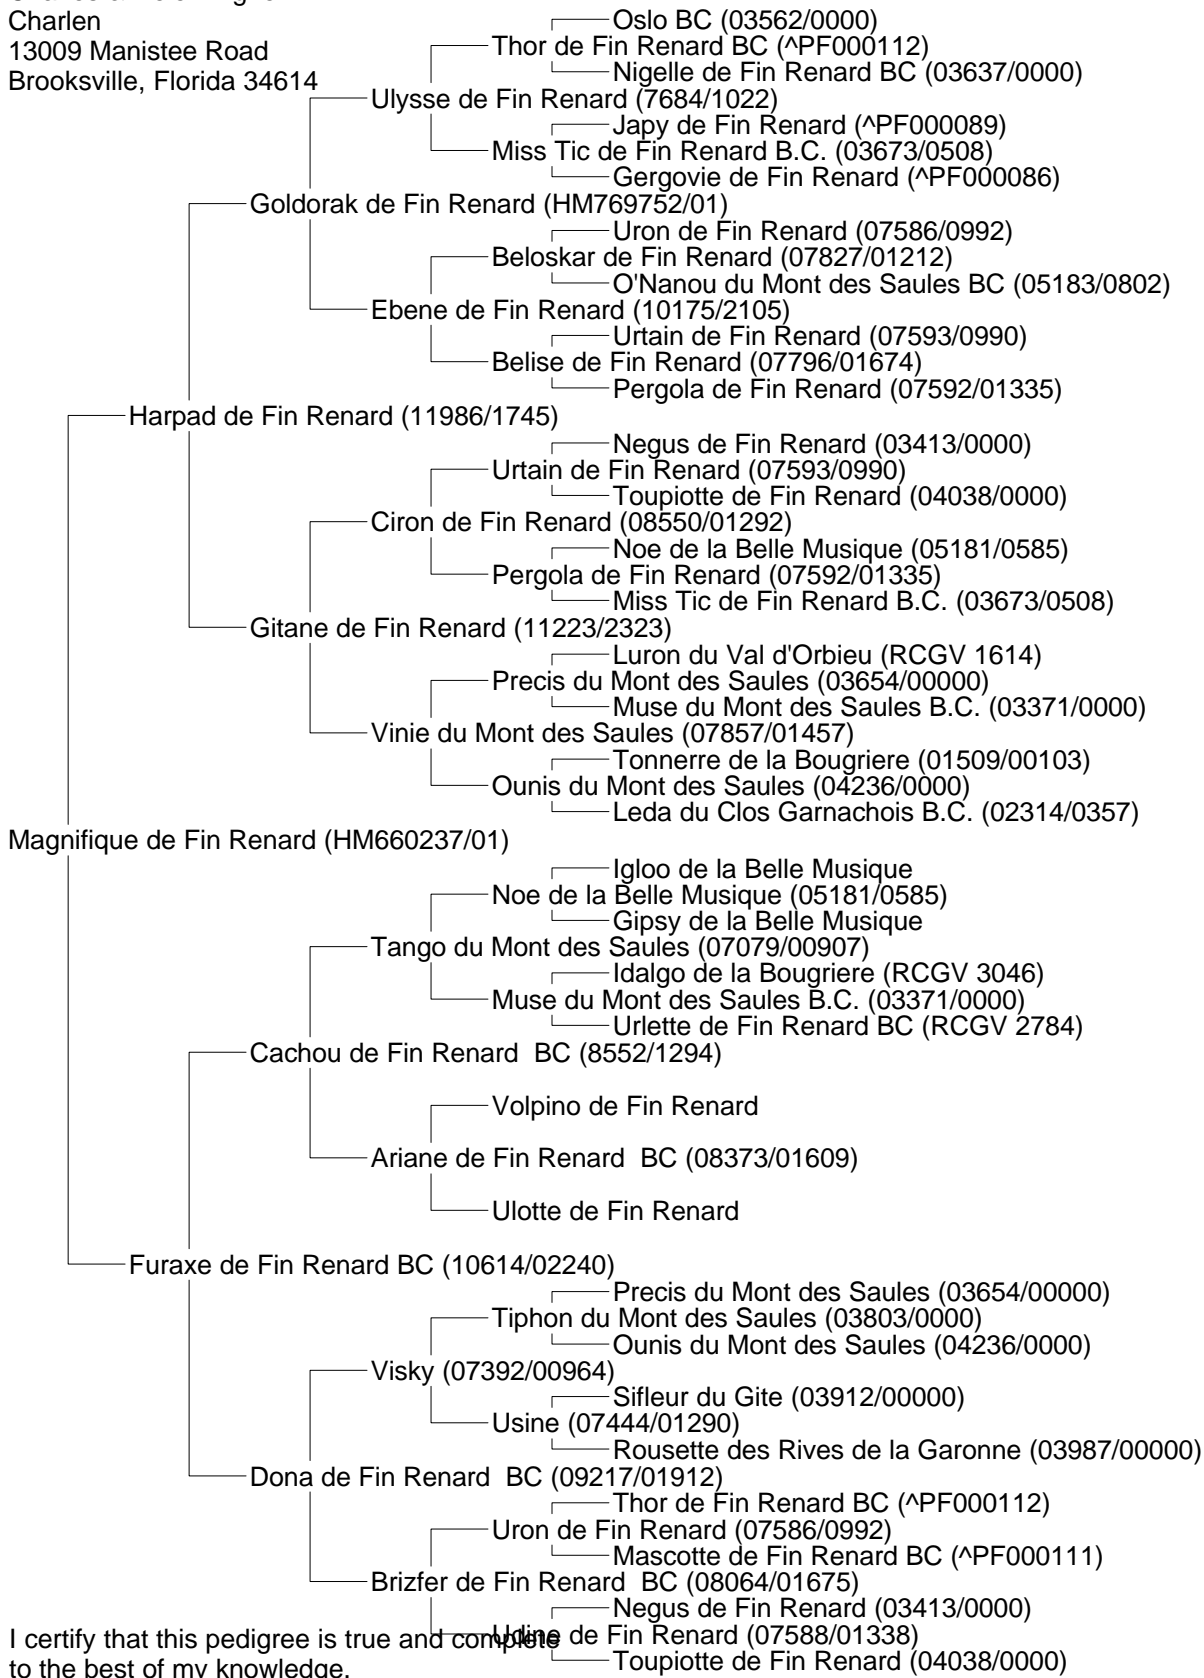 Charlen
13009 Manistee Road
Brooksville, Florida 34614
Oslo BC (03562/0000)
Thor de Fin Renard BC (^PF000112)
Nigelle de Fin Renard BC (03637/0000)
Ulysse de Fin Renard (7684/1022)
Japy de Fin Renard (^PF000089)
Miss Tic de Fin Renard B.C. (03673/0508)
Gergovie de Fin Renard (^PF000086)
Goldorak de Fin Renard (HM769752/01)
Uron de Fin Renard (07586/0992)
Beloskar de Fin Renard (07827/01212)
O'Nanou du Mont des Saules BC (05183/0802)
Ebene de Fin Renard (10175/2105)
Urtain de Fin Renard (07593/0990)
Belise de Fin Renard (07796/01674)
Pergola de Fin Renard (07592/01335)
Harpad de Fin Renard (11986/1745)
Negus de Fin Renard (03413/0000)
Urtain de Fin Renard (07593/0990)
Toupiotte de Fin Renard (04038/0000)
Ciron de Fin Renard (08550/01292)
Noe de la Belle Musique (05181/0585)
Pergola de Fin Renard (07592/01335)
Miss Tic de Fin Renard B.C. (03673/0508)
Gitane de Fin Renard (11223/2323)
Luron du Val d'Orbieu (RCGV 1614)
Precis du Mont des Saules (03654/00000)
Muse du Mont des Saules B.C. (03371/0000)
Vinie du Mont des Saules (07857/01457)
Tonnerre de la Bougriere (01509/00103)
Ounis du Mont des Saules (04236/0000)
Leda du Clos Garnachois B.C. (02314/0357)
Magnifique de Fin Renard (HM660237/01)
Igloo de la Belle Musique
Noe de la Belle Musique (05181/0585)
Gipsy de la Belle Musique
Tango du Mont des Saules (07079/00907)
Idalgo de la Bougriere (RCGV 3046)
Muse du Mont des Saules B.C. (03371/0000)
Urlette de Fin Renard BC (RCGV 2784)
Cachou de Fin Renard  BC (8552/1294)
Volpino de Fin Renard
Ariane de Fin Renard  BC (08373/01609)
Ulotte de Fin Renard
Furaxe de Fin Renard BC (10614/02240)
Precis du Mont des Saules (03654/00000)
Tiphon du Mont des Saules (03803/0000)
Ounis du Mont des Saules (04236/0000)
Visky (07392/00964)
Sifleur du Gite (03912/00000)
Usine (07444/01290)
Rousette des Rives de la Garonne (03987/00000)
Dona de Fin Renard  BC (09217/01912)
Thor de Fin Renard BC (^PF000112)
Uron de Fin Renard (07586/0992)
Mascotte de Fin Renard BC (^PF000111)
Brizfer de Fin Renard  BC (08064/01675)
Negus de Fin Renard (03413/0000)
Udine de Fin Renard (07588/01338)
Toupiotte de Fin Renard (04038/0000)
I certify that this pedigree is true and complete
to the best of my knowledge.